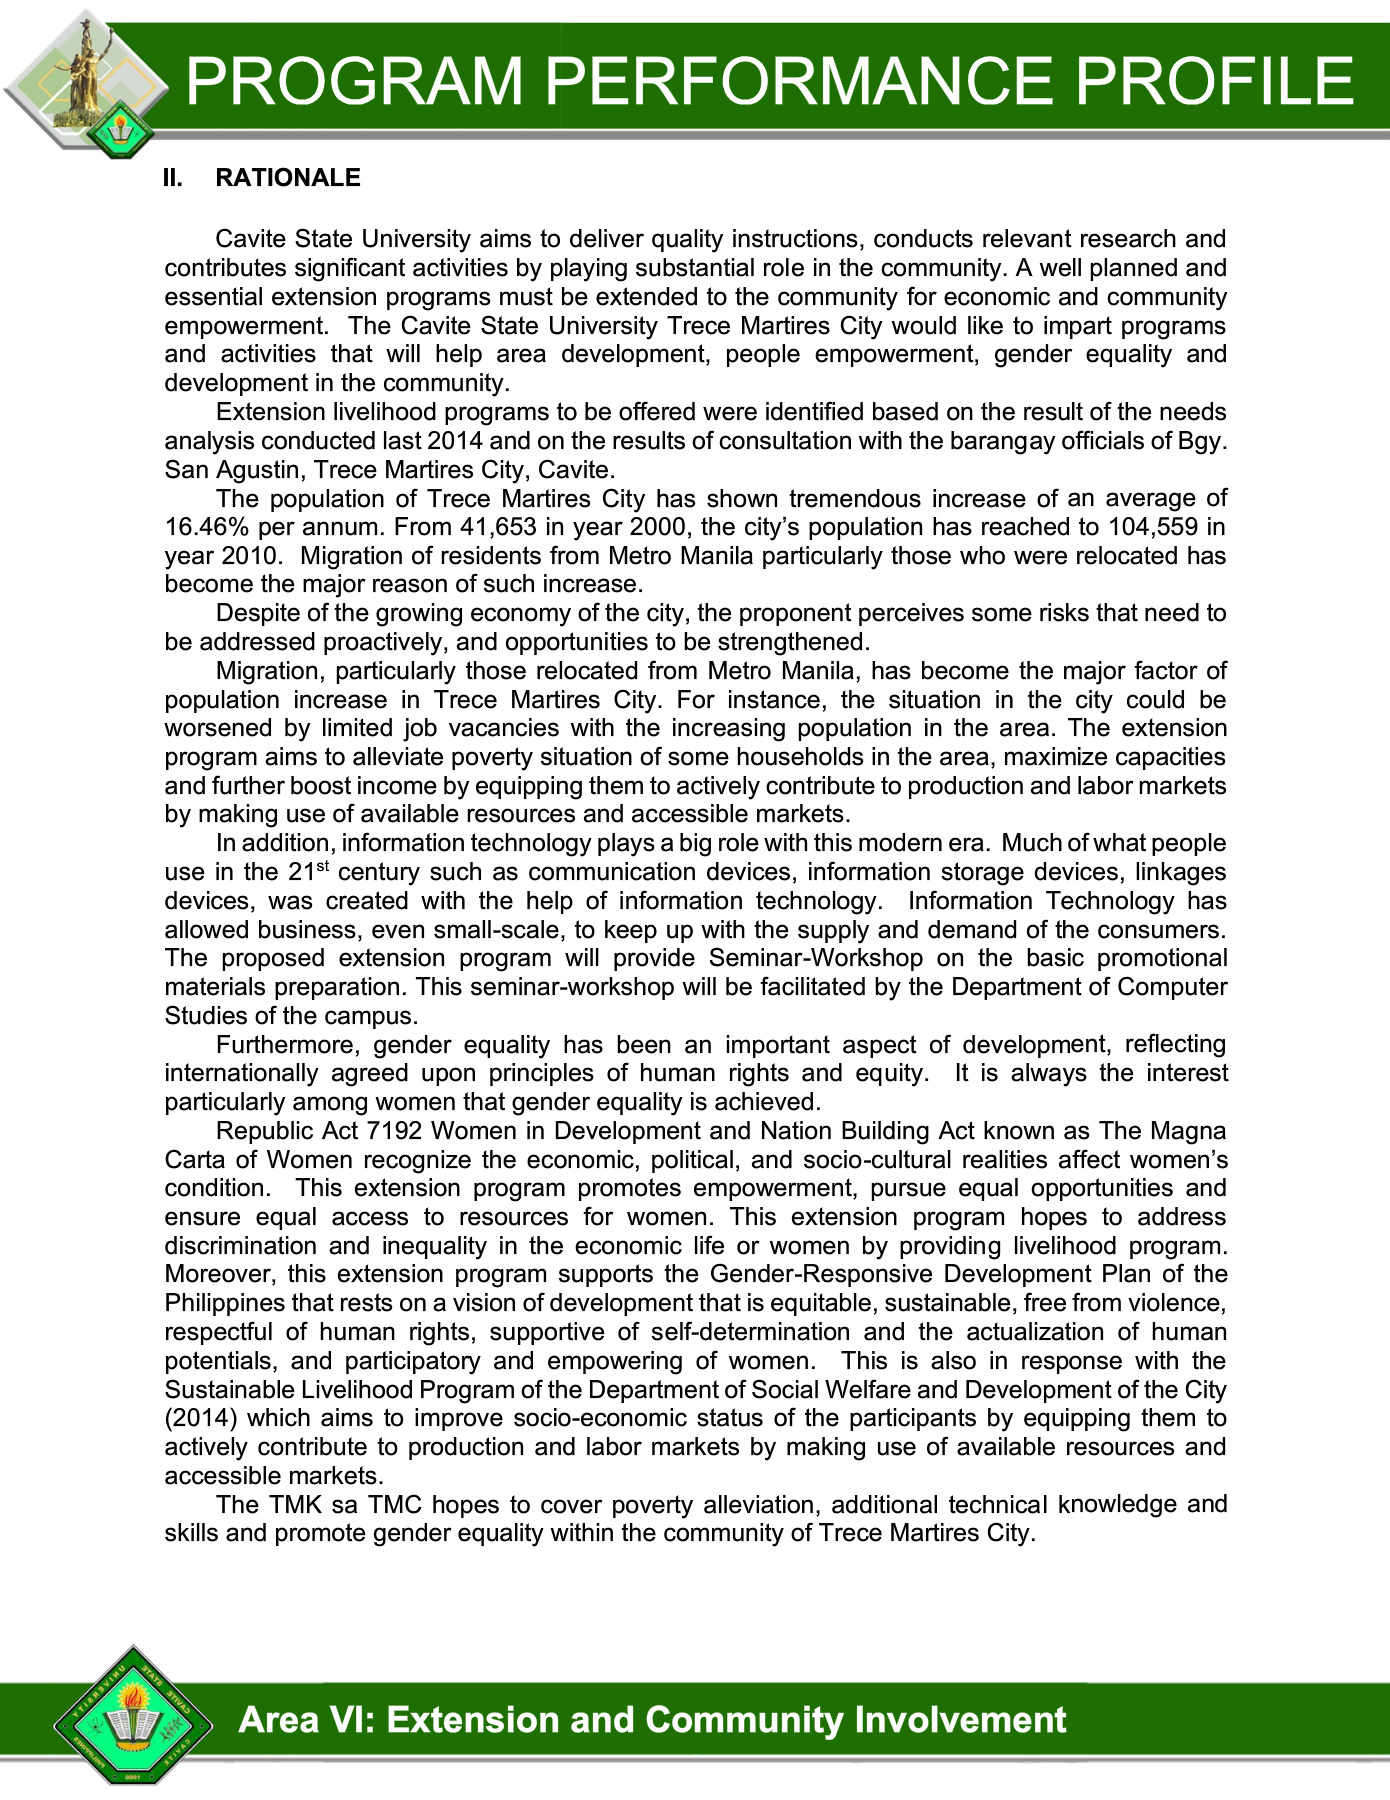 PROGRAM PERFORMANCE PROFILE
II. RATIONALE
Cavite State University aims to deliver quality instructions, conducts relevant research and
contributes significant activities by playing substantial role in the community. A well planned and
essential extension programs must be extended to the community for economic and community
empowerment. The Cavite State University Trece Martires City would like to impart programs
and activities that will help area development, people empowerment, gender equality and
development in the community.
Extension livelihood programs to be offered were identified based on the result of the needs
analysis conducted last 2014 and on the results of consultation with the barangay officials of Bgy.
San Agustin, Trece Martires City, Cavite.
The population of Trece Martires City has shown tremendous increase of an average of
16.46% per annum. From 41,653 in year 2000, the city’s population has reached to 104,559 in
year 2010. Migration of residents from Metro Manila particularly those who were relocated has
become the major reason of such increase.
Despite of the growing economy of the city, the proponent perceives some risks that need to
be addressed proactively, and opportunities to be strengthened.
Migration, particularly those relocated from Metro Manila, has become the major factor of
population increase in Trece Martires City. For instance, the situation in the city could be
worsened by limited job vacancies with the increasing population in the area. The extension
program aims to alleviate poverty situation of some households in the area, maximize capacities
and further boost income by equipping them to actively contribute to production and labor markets
by making use of available resources and accessible markets.
In addition, information technology plays a big role with this modern era. Much of what people
use in the 21st century such as communication devices, information storage devices, linkages
devices, was created with the help of information technology. Information Technology has
allowed business, even small-scale, to keep up with the supply and demand of the consumers.
The proposed extension program will provide Seminar-Workshop on the basic promotional
materials preparation. This seminar-workshop will be facilitated by the Department of Computer
Studies of the campus.
Furthermore, gender equality has been an important aspect of development, reflecting
internationally agreed upon principles of human rights and equity. It is always the interest
particularly among women that gender equality is achieved.
Republic Act 7192 Women in Development and Nation Building Act known as The Magna
Carta of Women recognize the economic, political, and socio-cultural realities affect women’s
condition. This extension program promotes empowerment, pursue equal opportunities and
ensure equal access to resources for women. This extension program hopes to address
discrimination and inequality in the economic life or women by providing livelihood program.
Moreover, this extension program supports the Gender-Responsive Development Plan of the
Philippines that rests on a vision of development that is equitable, sustainable, free from violence,
respectful of human rights, supportive of self-determination and the actualization of human
potentials, and participatory and empowering of women. This is also in response with the
Sustainable Livelihood Program of the Department of Social Welfare and Development of the City
(2014) which aims to improve socio-economic status of the participants by equipping them to
actively contribute to production and labor markets by making use of available resources and
accessible markets.
The TMK sa TMC hopes to cover poverty alleviation, additional technical knowledge and
skills and promote gender equality within the community of Trece Martires City.
CAVITE STATE UNIVERSITY
CAVITE PHILIPPINES
Area VI: Extension and Community Involvement